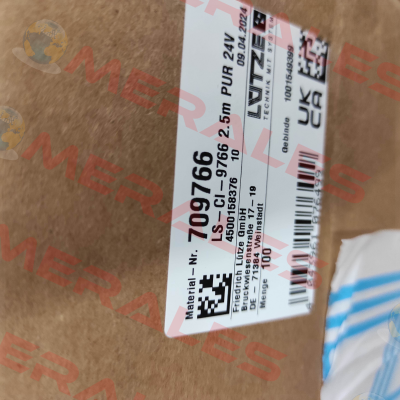 Material-Nr. 709766
LS-CI-9766 2.5m PUR 24V
4500158376 10
09.04.2024
LÜTZE
TECHNIK MIT SYSTEM
Friedrich Lütze GmbH
Bruckwiesenstraße 17-19
DE - 71384 Weinstadt
Menge 100
Gebinde 1001549399
UK
CA
MERALES